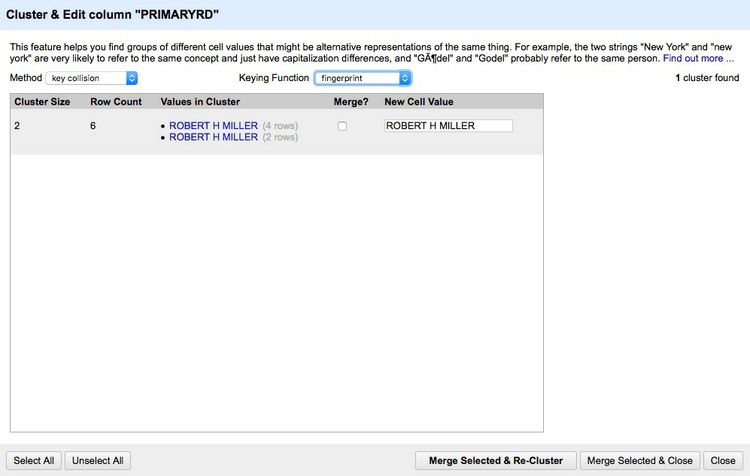 Cluster & Edit column "PRIMARYRD"
This feature helps you find groups of different cell values that might be alternative representations of the same thing. For example, the two strings "New York" and "new
york" are very likely to refer to the same concept and just have capitalization differences, and "GÃ¶del" and "Godel" probably refer to the same person. Find out more ...
Method key collision Keying Function fingerprint 1 cluster found
Cluster Size Row Count Values in Cluster Merge? New Cell Value
2 6 • ROBERT H MILLER (4 rows) ROBERT H MILLER
• ROBERT H MILLER (2 rows)
Select All Unselect All Merge Selected & Re-Cluster Merge Selected & Close Close